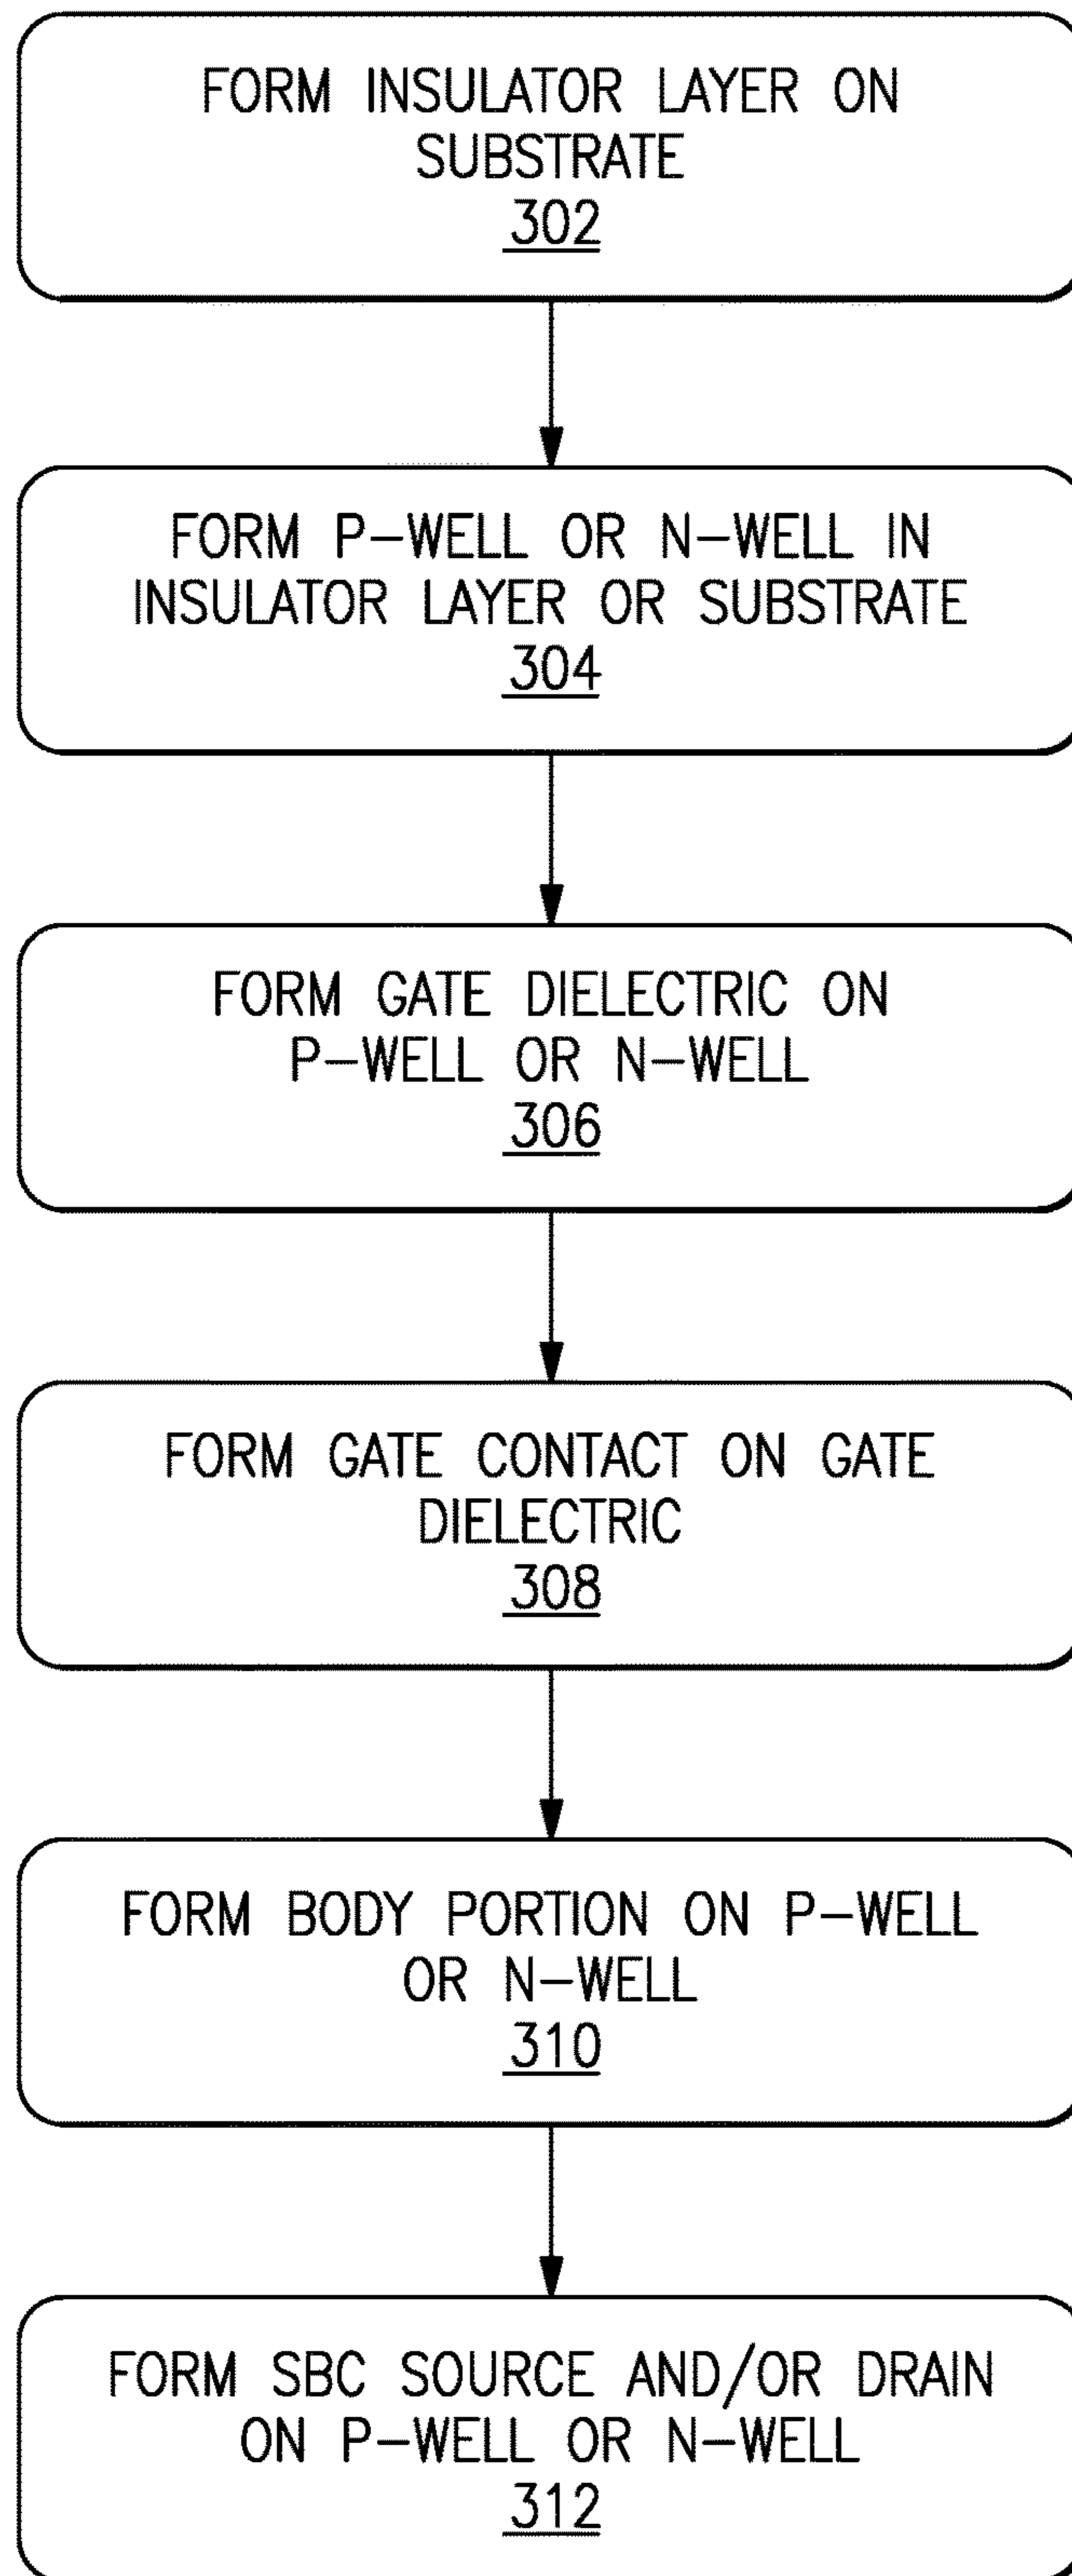 FORM INSULATOR LAYER ON
SUBSTRATE
302
FORM P-WELL OR N-WELL IN
INSULATOR LAYER OR SUBSTRATE
304
FORM GATE DIELECTRIC ON
P-WELL OR N-WELL
306
FORM GATE CONTACT ON GATE
DIELECTRIC
308
FORM BODY PORTION ON P-WELL
OR N-WELL
310
FORM SBC SOURCE AND/OR DRAIN
ON P-WELL OR N-WELL
312